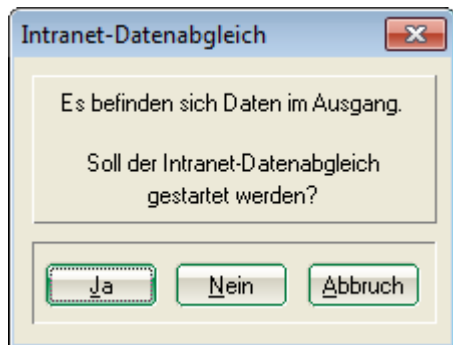 Intranet-Datenabgleich
Es befinden sich Daten im Ausgang.
Soll der Intranet-Datenabgleich
gestartet werden?
Ja Nein Abbruch